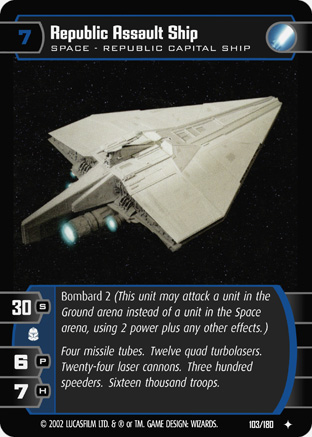 7
Republic Assault Ship
SPACE - REPUBLIC CAPITAL SHIP
30 S
6 P
7 H
Bombard 2 (This unit may attack a unit in the
Ground arena instead of a unit in the Space
arena, using 2 power plus any other effects.)
Four missile tubes. Twelve quad turbolasers.
Twenty-four laser cannons. Three hundred
speeders. Sixteen thousand troops.
© 2002 LUCASFILM LTD. & ® or TM. GAME DESIGN: WIZARDS.
103/180